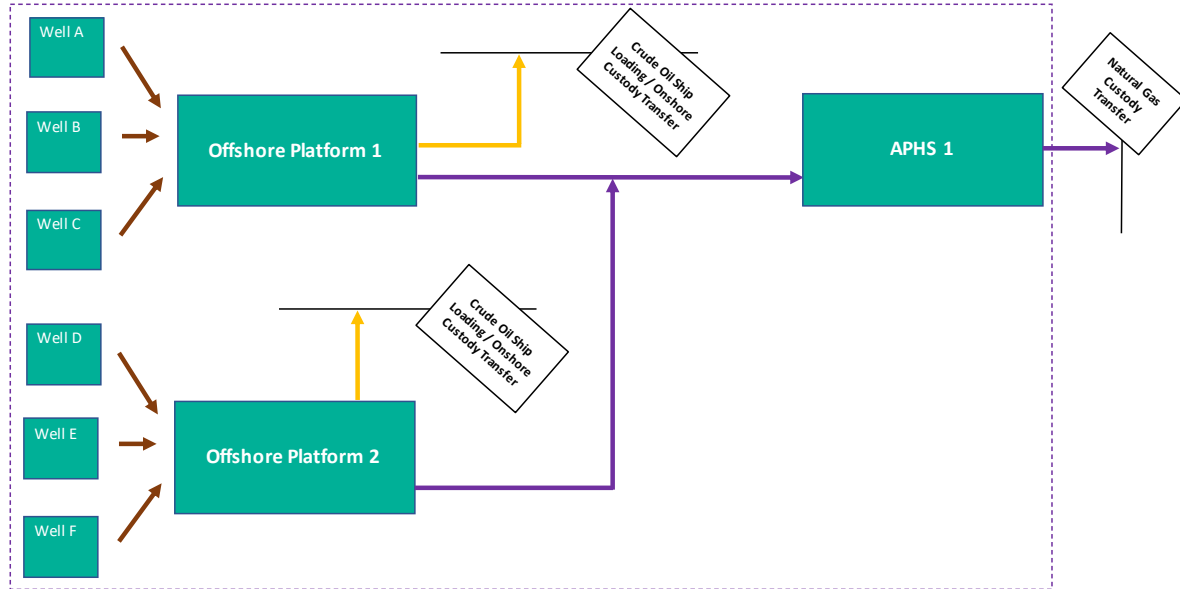 Well A
Well B
Well C
Offshore Platform 1
Crude Oil Ship
Loading / Onshore
Custody Transfer
APHS 1
Natural Gas
Custody
Transfer
Well D
Well E
Well F
Offshore Platform 2
Crude Oil Ship
Loading / Onshore
Custody Transfer